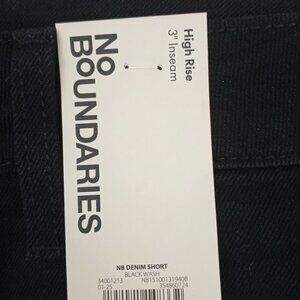 NO
BOUNDARIES
High Rise
3" Inseam
NB DENIM SHORT
BLACK WASH
34001213 NB15100131940B
01-25 354860724